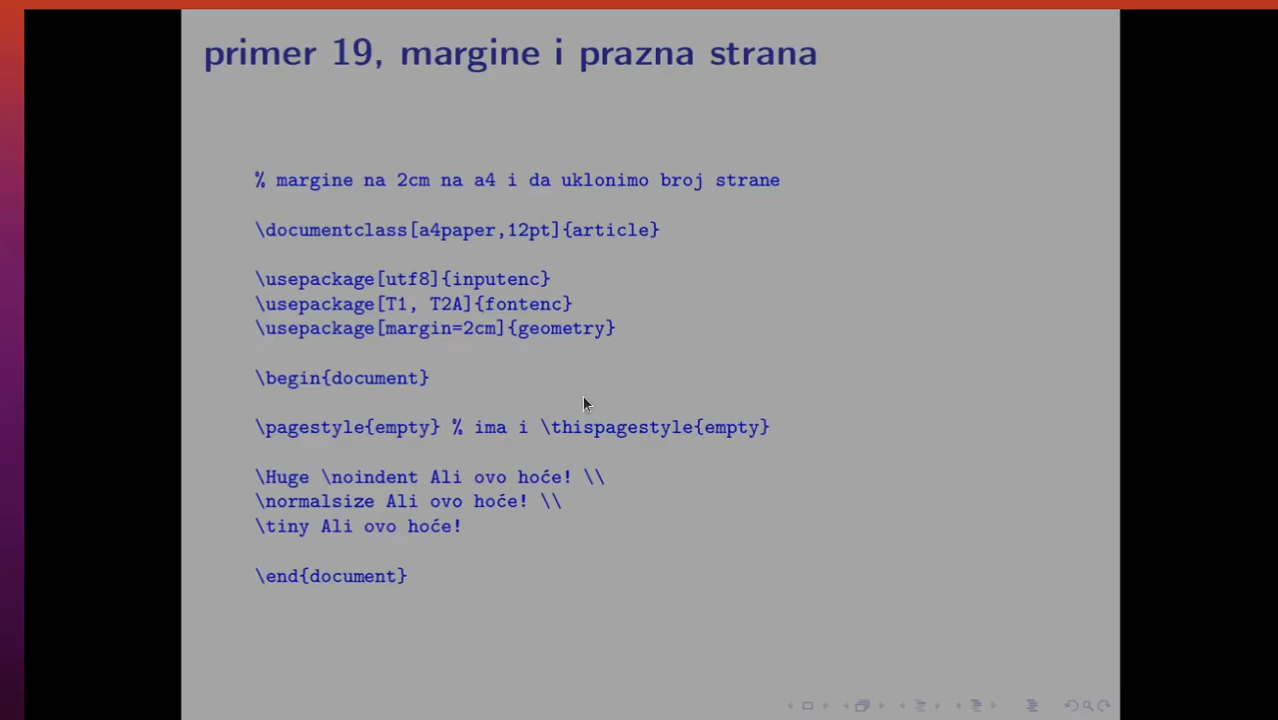 primer 19, margine i prazna strana
% margine na 2cm na a4 i da uklonimo broj strane
\documentclass[a4paper,12pt]{article}
\usepackage[utf8]{inputenc}
\usepackage[T1, T2A]{fontenc}
\usepackage[margin=2cm]{geometry}
\begin{document}
\pagestyle{empty} % ima i \thispagestyle{empty}
\Huge \noindent Ali ovo hoće! \\
\normalsize Ali ovo hoće! \\
\tiny Ali ovo hoće!
\end{document}